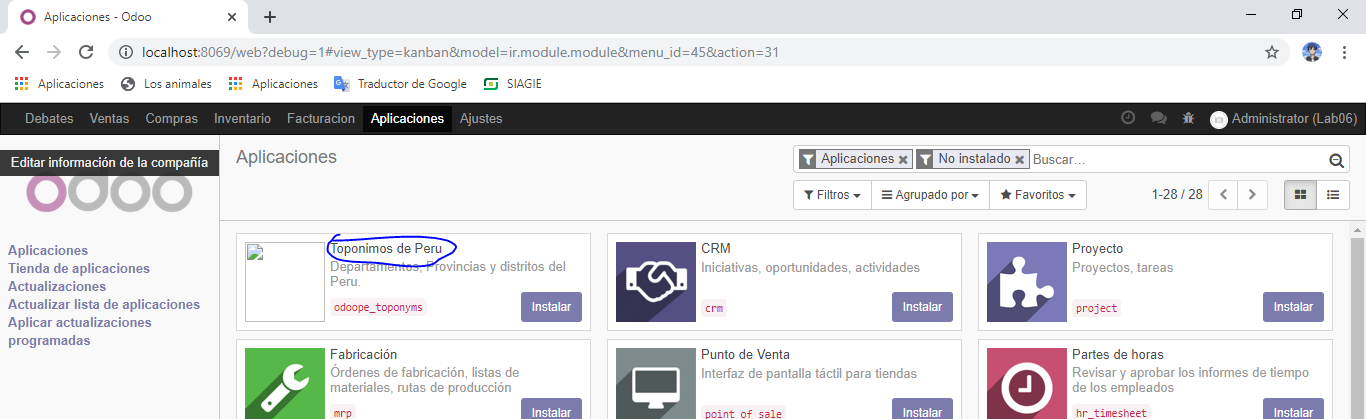 Aplicaciones - Odoo
localhost:8069/web?debug=1#view_type=kanban&model=ir.module.module&menu_id=45&action=31
Aplicaciones Los animales Aplicaciones Traductor de Google SIAGIE
Debates Ventas Compras Inventario Facturacion Aplicaciones Ajustes Administrator (Lab06)
Editar información de la compañía
odoo
Aplicaciones
Tienda de aplicaciones
Actualizaciones
Actualizar lista de aplicaciones
Aplicar actualizaciones
programadas
Aplicaciones
Aplicaciones No instalado Buscar...
Filtros Agrupado por Favoritos 1-28 / 28
Toponimos de Peru
Departamentos, Provincias y distritos del
Peru.
odoope_toponyms Instalar
CRM
Iniciativas, oportunidades, actividades
crm Instalar
Proyecto
Proyectos, tareas
project Instalar
Fabricación
Órdenes de fabricación, listas de
materiales, rutas de producción
mrp Instalar
Punto de Venta
Interfaz de pantalla táctil para tiendas
point_of_sale Instalar
Partes de horas
Revisar y aprobar los informes de tiempo
de los empleados
hr_timesheet Instalar